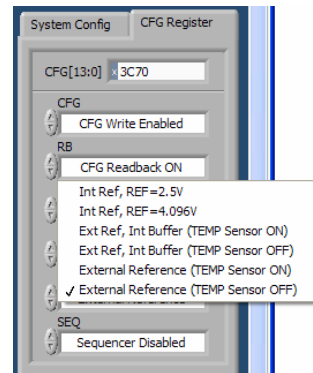 System Config CFG Register
CFG[13:0] x 3C70
CFG
CFG Write Enabled
RB
CFG Readback ON
Int Ref, REF=2.5V
Int Ref, REF=4.096V
Ext Ref, Int Buffer (TEMP Sensor ON)
Ext Ref, Int Buffer (TEMP Sensor OFF)
External Reference (TEMP Sensor ON)
✓ External Reference (TEMP Sensor OFF)
External Reference
SEQ
Sequencer Disabled